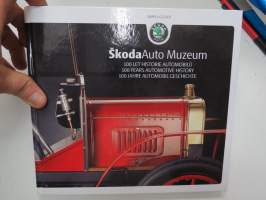 ŠkodaAuto Muzeum
100 LET HISTORIE AUTOMOBILŮ
100 YEARS AUTOMOTIVE HISTORY
100 JAHRE AUTOMOBILGESCHICHTE